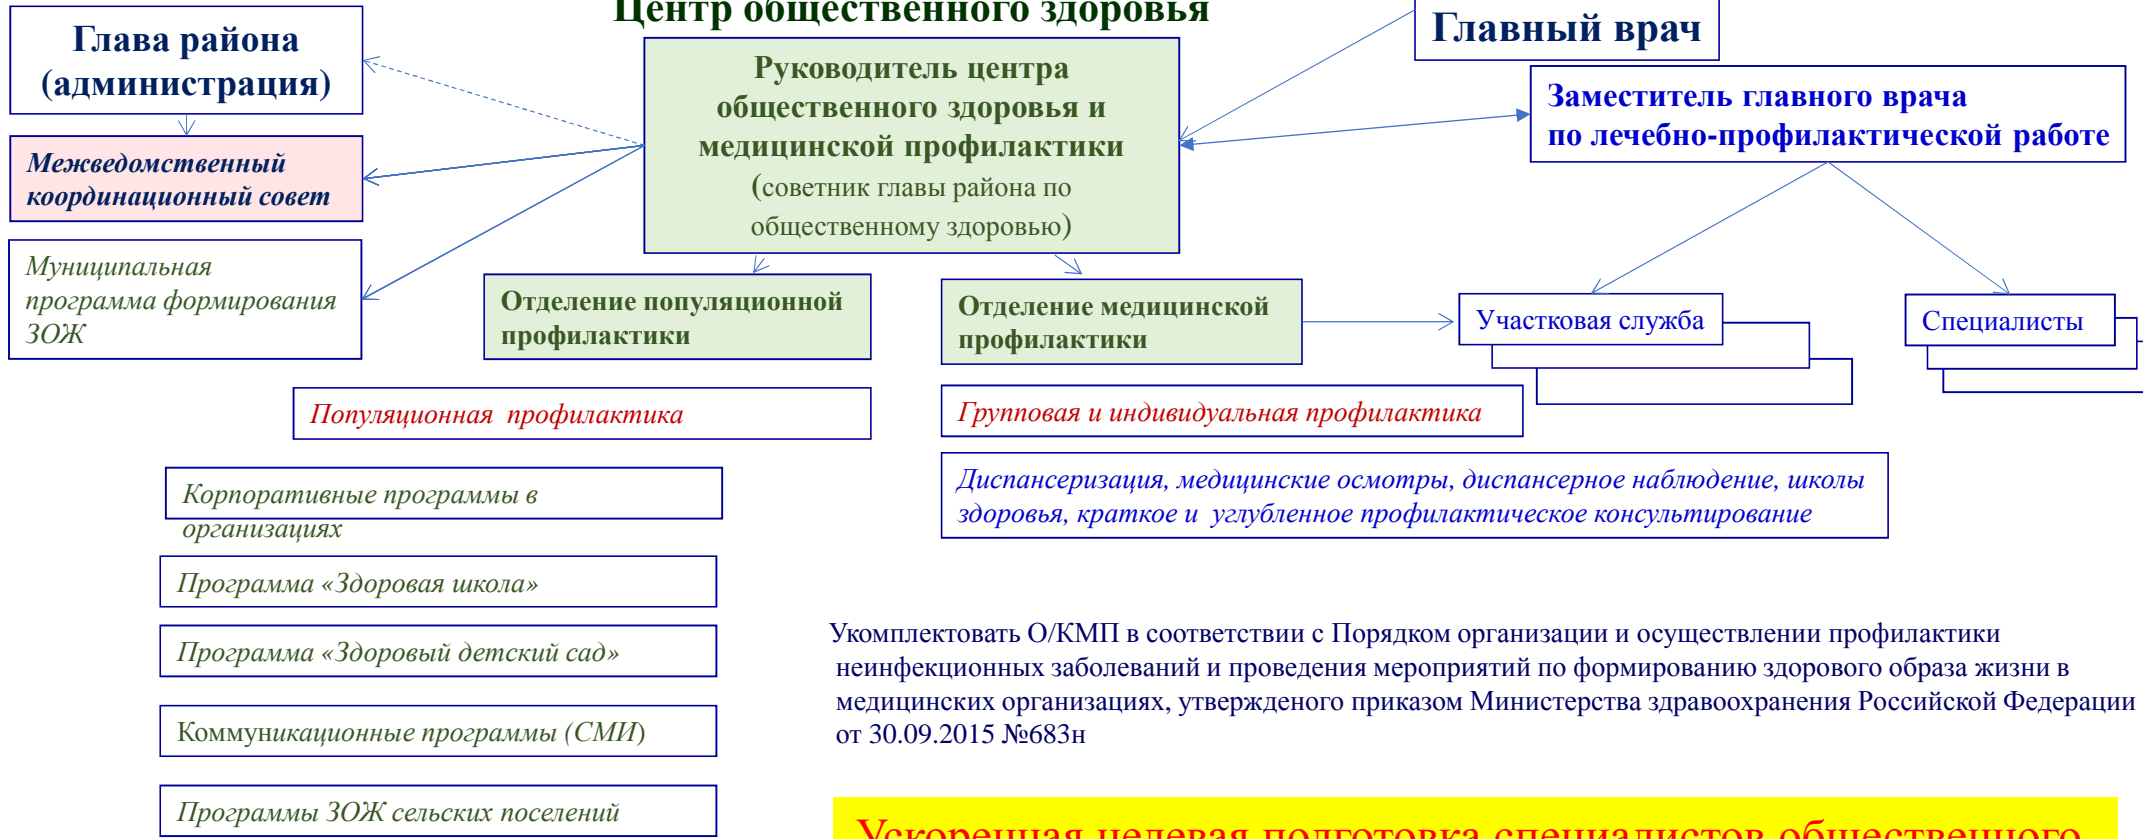 Центр общественного здоровья
Глава района
(администрация)
Главный врач
Руководитель центра
общественного здоровья и
медицинской профилактики
(советник главы района по
общественному здоровью)
Заместитель главного врача
по лечебно-профилактической работе
Межведомственный
координационный совет
Муниципальная
программа формирования
ЗОЖ
Отделение популяционной
профилактики
Отделение медицинской
профилактики
Участковая служба
Специалисты
Популяционная профилактика
Групповая и индивидуальная профилактика
Корпоративные программы в
организациях
Диспансеризация, медицинские осмотры, диспансерное наблюдение, школы
здоровья, краткое и углубленное профилактическое консультирование
Программа «Здоровая школа»
Программа «Здоровый детский сад»
Коммуникационные программы (СМИ)
Программы ЗОЖ сельских поселений
Укомплектовать О/КМП в соответствии с Порядком организации и осуществлении профилактики
неинфекционных заболеваний и проведения мероприятий по формированию здорового образа жизни в
медицинских организациях, утвержденого приказом Министерства здравоохранения Российской Федерации
от 30.09.2015 №683н
Ускоренная целевая подготовка специалистов общественного